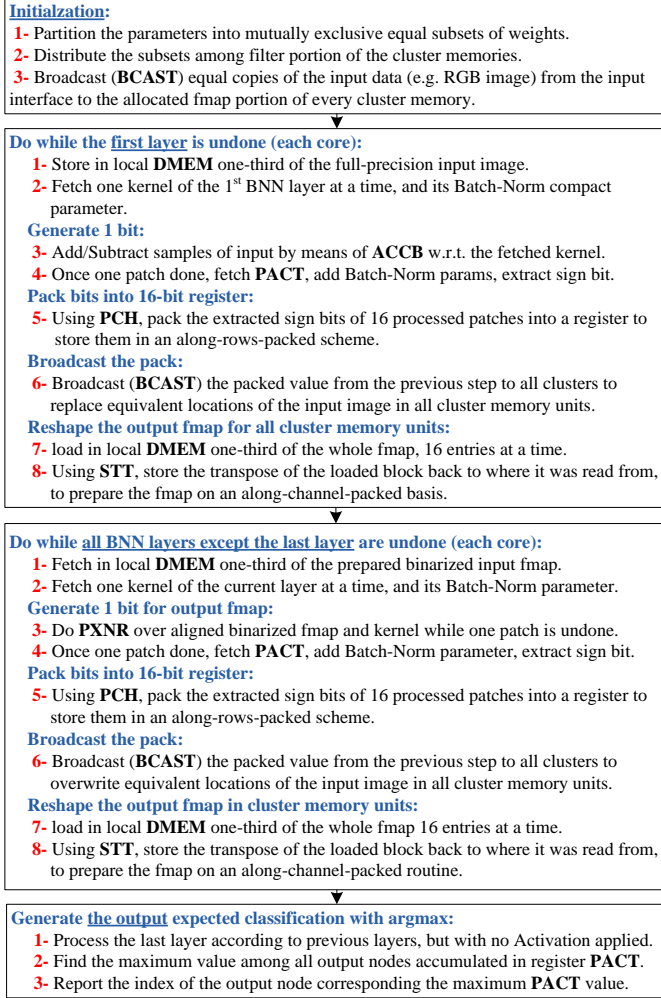 Initialzation:
1- Partition the parameters into mutually exclusive equal subsets of weights.
2- Distribute the subsets among filter portion of the cluster memories.
3- Broadcast (BCAST) equal copies of the input data (e.g. RGB image) from the input
interface to the allocated fmap portion of every cluster memory.
Do while the first layer is undone (each core):
1- Store in local DMEM one-third of the full-precision input image.
2- Fetch one kernel of the 1st BNN layer at a time, and its Batch-Norm compact
parameter.
Generate 1 bit:
3- Add/Subtract samples of input by means of ACCB w.r.t. the fetched kernel.
4- Once one patch done, fetch PACT, add Batch-Norm params, extract sign bit.
Pack bits into 16-bit register:
5- Using PCH, pack the extracted sign bits of 16 processed patches into a register to
store them in an along-rows-packed scheme.
Broadcast the pack:
6- Broadcast (BCAST) the packed value from the previous step to all clusters to
replace equivalent locations of the input image in all cluster memory units.
Reshape the output fmap for all cluster memory units:
7- load in local DMEM one-third of the whole fmap, 16 entries at a time.
8- Using STT, store the transpose of the loaded block back to where it was read from,
to prepare the fmap on an along-channel-packed basis.
Do while all BNN layers except the last layer are undone (each core):
1- Fetch in local DMEM one-third of the prepared binarized input fmap.
2- Fetch one kernel of the current layer at a time, and its Batch-Norm parameter.
Generate 1 bit for output fmap:
3- Do PXNR over aligned binarized fmap and kernel while one patch is undone.
4- Once one patch done, fetch PACT, add Batch-Norm parameter, extract sign bit.
Pack bits into 16-bit register:
5- Using PCH, pack the extracted sign bits of 16 processed patches into a register to
store them in an along-rows-packed scheme.
Broadcast the pack:
6- Broadcast (BCAST) the packed value from the previous step to all clusters to
overwrite equivalent locations of the input image in all cluster memory units.
Reshape the output fmap in cluster memory units:
7- load in local DMEM one-third of the whole fmap 16 entries at a time.
8- Using STT, store the transpose of the loaded block back to where it was read from,
to prepare the fmap on an along-channel-packed routine.
Generate the output expected classification with argmax:
1- Process the last layer according to previous layers, but with no Activation applied.
2- Find the maximum value among all output nodes accumulated in register PACT.
3- Report the index of the output node corresponding the maximum PACT value.